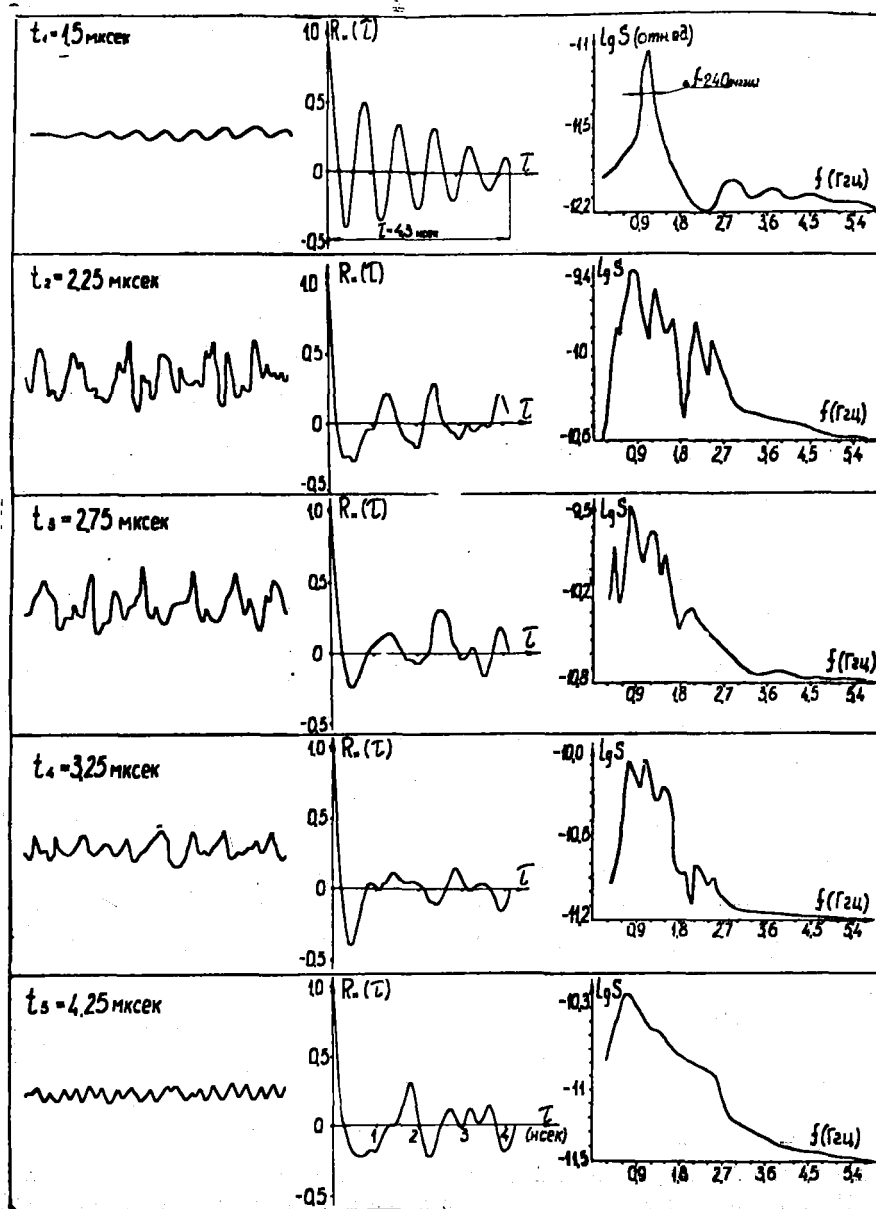 t₁ = 1,5 мксек
R~(τ)
0,5
0
-0,5
τ
τ = 4,3 нсек
lgS (отн.ед)
-11
-11,5
-12,2
f (Ггц)
0,9 1,8 2,7 3,6 4,5 5,4
t₂ = 2,25 мксек
1,0
R~(τ)
0,5
0
-0,5
τ
lgS
-9,4
-10
-10,6
f (Ггц)
0,9 1,8 2,7 3,6 4,5 5,4
t₃ = 2,75 мксек
1,0
R~(τ)
0,5
0
-0,5
τ
lgS
-9,5
-10,2
-10,8
f (Ггц)
0,9 1,8 2,7 3,6 4,5 5,4
t₄ = 3,25 мксек
1,0
R~(τ)
0,5
0
-0,5
τ
lgS
-10,0
-10,6
-11,2
f (Ггц)
0,9 1,8 2,7 3,6 4,5 5,4
t₅ = 4,25 мксек
1,0
R~(τ)
0,5
0
-0,5
1 2 3 4
τ
(нсек)
lgS
-10,3
-11
-11,5
f (Ггц)
0,9 1,8 2,7 3,6 4,5 5,4